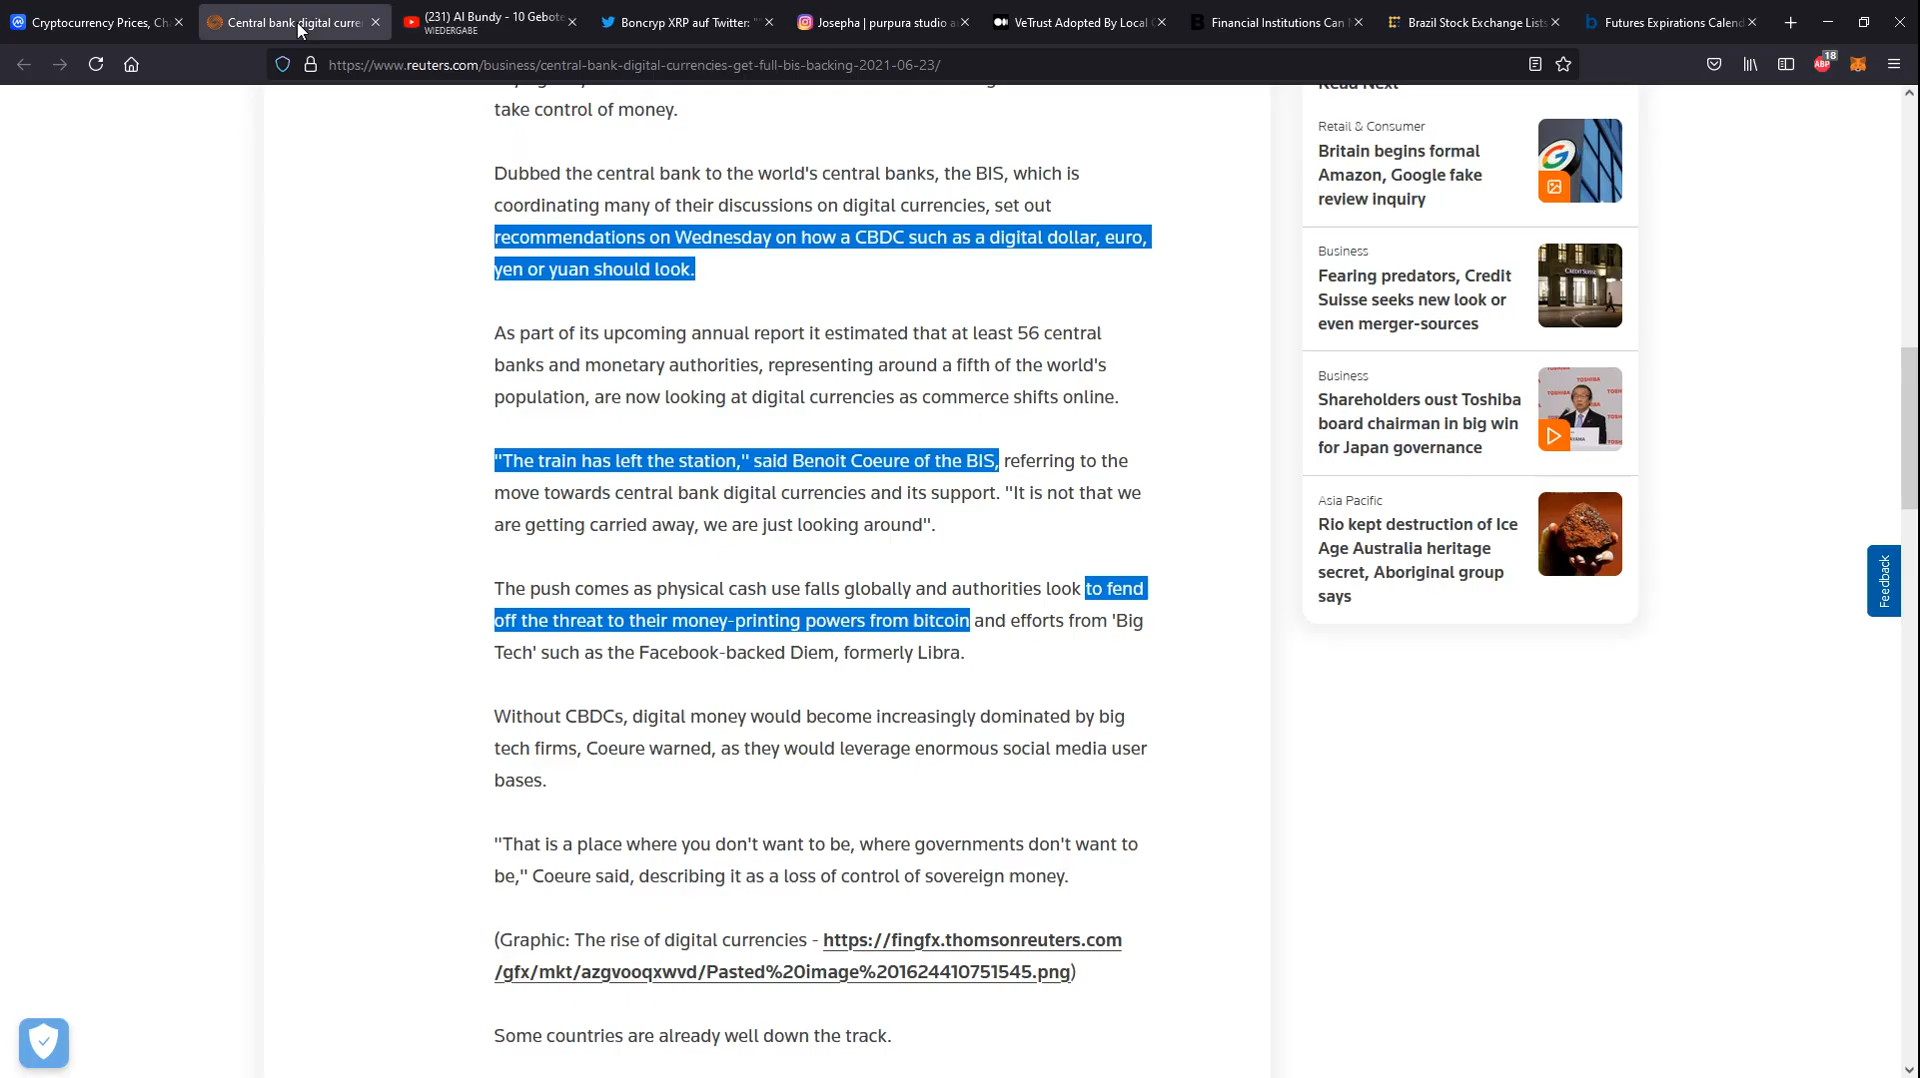 Cryptocurrency Prices, Cha
Central bank digital curre
(231) Al Bundy - 10 Gebote
WIEDERGABE
Boncryp XRP auf Twitter: "
Josepha | purpura studio a
VeTrust Adopted By Local C
Financial Institutions Can N
Brazil Stock Exchange Lists
Futures Expirations Calend
https://www.reuters.com/business/central-bank-digital-currencies-get-full-bis-backing-2021-06-23/
18
ABP
take control of money.
Dubbed the central bank to the world's central banks, the BIS, which is
coordinating many of their discussions on digital currencies, set out
recommendations on Wednesday on how a CBDC such as a digital dollar, euro,
yen or yuan should look.
As part of its upcoming annual report it estimated that at least 56 central
banks and monetary authorities, representing around a fifth of the world's
population, are now looking at digital currencies as commerce shifts online.
"The train has left the station," said Benoit Coeure of the BIS, referring to the
move towards central bank digital currencies and its support. "It is not that we
are getting carried away, we are just looking around".
The push comes as physical cash use falls globally and authorities look to fend
off the threat to their money-printing powers from bitcoin and efforts from 'Big
Tech' such as the Facebook-backed Diem, formerly Libra.
Without CBDCs, digital money would become increasingly dominated by big
tech firms, Coeure warned, as they would leverage enormous social media user
bases.
"That is a place where you don't want to be, where governments don't want to
be," Coeure said, describing it as a loss of control of sovereign money.
(Graphic: The rise of digital currencies - https://fingfx.thomsonreuters.com
/gfx/mkt/azgvooqxwvd/Pasted%20image%201624410751545.png)
Some countries are already well down the track.
Read Next
Retail & Consumer
Britain begins formal
Amazon, Google fake
review inquiry
Business
Fearing predators, Credit
Suisse seeks new look or
even merger-sources
CREDIT SUISSE
Business
Shareholders oust Toshiba
board chairman in big win
for Japan governance
TOSHIBA
Asia Pacific
Rio kept destruction of Ice
Age Australia heritage
secret, Aboriginal group
says
Feedback